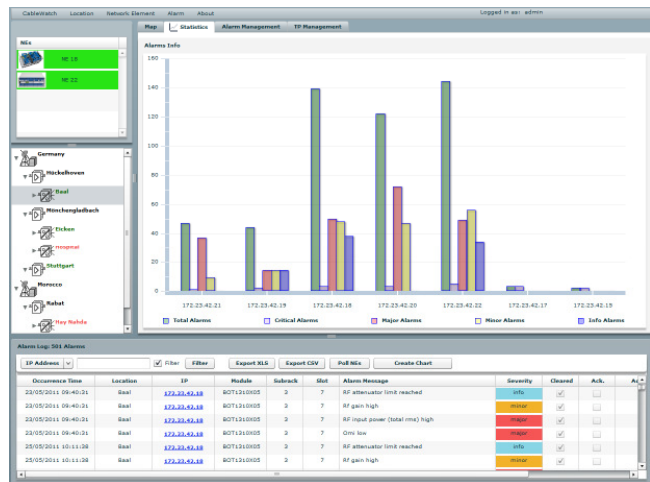 CableWatch Location Network Element Alarm About Logged in as: admin
Map Statistics Alarm Management TP Management
NEs
NE 18
NE 22
Germany
Hückelhoven
Baal
Mönchengladbach
Eicken
Hospital
Stuttgart
Morocco
Rabat
Hay Nahda
Alarms Info
160
140
120
100
80
60
40
20
0
172.23.42.21 172.23.42.19 172.23.42.18 172.23.42.20 172.23.42.22 172.23.42.17 172.23.42.15
Total Alarms Critical Alarms Major Alarms Minor Alarms Info Alarms
Alarm Log: 501 Alarms
IP Address Filter Filter Export XLS Export CSV Poll NEs Create Chart
Occurrence Time Location IP Module Subrack Slot Alarm Message Severity Cleared Ack.
23/05/2011 09:40:31 Baal 172.23.42.18 BOT1310X05 3 7 RF attenuator limit reached info
23/05/2011 09:40:31 Baal 172.23.42.18 BOT1310X05 3 7 Rf gain high minor
23/05/2011 09:40:31 Baal 172.23.42.18 BOT1310X05 3 7 RF input power (total rms) high major
23/05/2011 09:40:31 Baal 172.23.42.18 BOT1310X05 3 7 Omi low major
25/05/2011 10:11:38 Baal 172.23.42.18 BOT1310X05 3 7 RF attenuator limit reached info
25/05/2011 10:11:38 Baal 172.23.42.18 BOT1310X05 3 7 Rf gain high minor